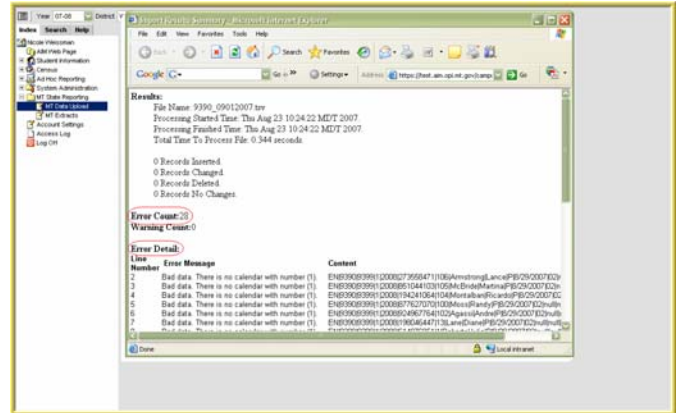 Year 07-08 District
Index Search Help
Nicole Weissman
AIM Web Page
Student Information
Census
Ad Hoc Reporting
System Administration
MT State Reporting
MT Data Upload
MT Extracts
Account Settings
Access Log
Log Off
Import Results Summary - Microsoft Internet Explorer
File Edit View Favorites Tools Help
Back Search Favorites
Google Go Settings Address Go
Results:
File Name: 9390_09012007.tsv
Processing Started Time: Thu Aug 23 10:24:22 MDT 2007.
Processing Finished Time: Thu Aug 23 10:24:22 MDT 2007.
Total Time To Process File: 0.344 seconds.
0 Records Inserted.
0 Records Changed.
0 Records Deleted.
0 Records No Changes.
Error Count:28
Warning Count:0
Error Detail:
Line Number Error Message Content
2 Bad data. There is no calendar with number (1).
3 Bad data. There is no calendar with number (1).
4 Bad data. There is no calendar with number (1).
5 Bad data. There is no calendar with number (1).
6 Bad data. There is no calendar with number (1).
7 Bad data. There is no calendar with number (1).
Done Local intranet